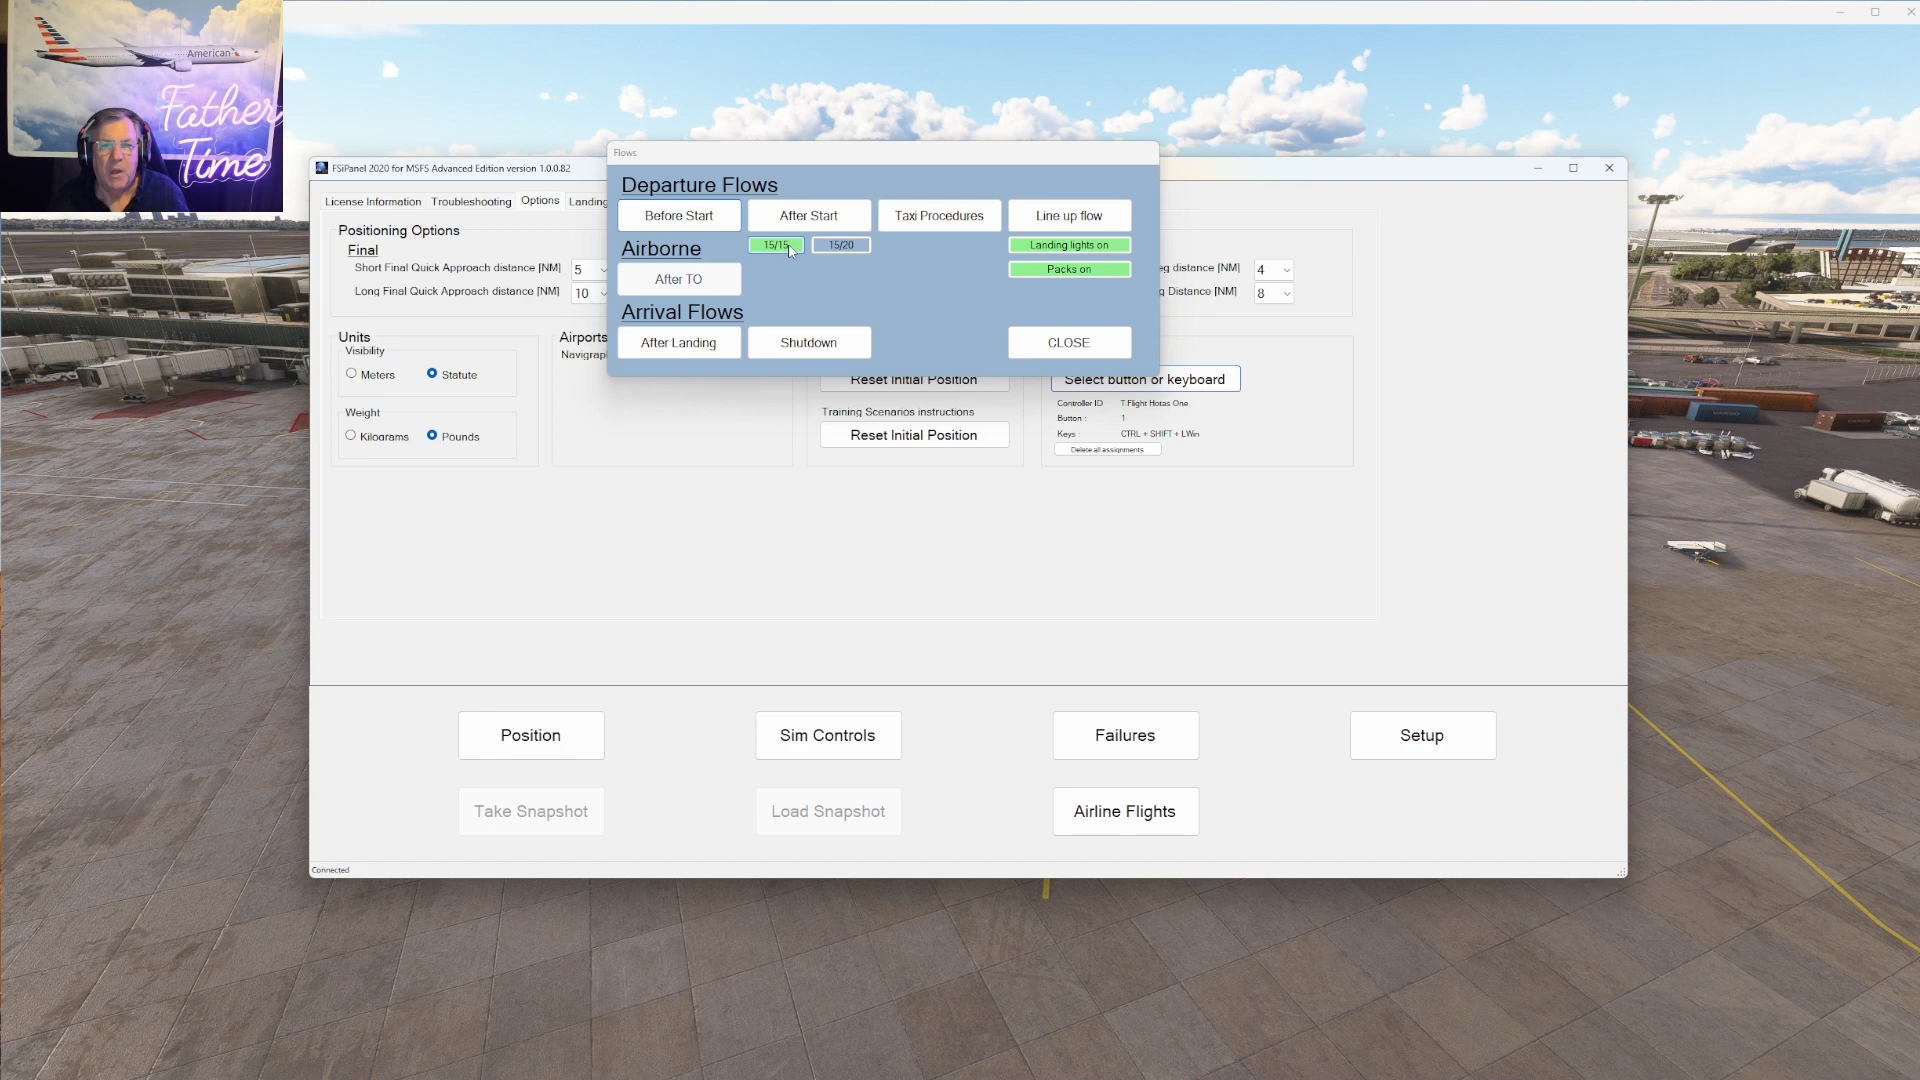 American
Father
Time
FSiPanel 2020 for MSFS Advanced Edition version 1.0.0.82
License Information
Troubleshooting
Options
Landing
Positioning Options
Final
Short Final Quick Approach distance [NM]
5
Long Final Quick Approach distance [NM]
10
eg distance [NM]
4
g Distance [NM]
8
Units
Visibility
Meters
Statute
Weight
Kilograms
Pounds
Airports
Navigrap
Flows
Departure Flows
Before Start
After Start
Taxi Procedures
Line up flow
15/15
15/20
Landing lights on
Packs on
Airborne
After TO
Arrival Flows
After Landing
Shutdown
CLOSE
Reset Initial Position
Training Scenarios instructions
Reset Initial Position
Select button or keyboard
Controller ID T.Flight Hotas One
Button : 1
Keys : CTRL + SHIFT + LWin
Delete all assignments
Position
Sim Controls
Failures
Setup
Take Snapshot
Load Snapshot
Airline Flights
Connected